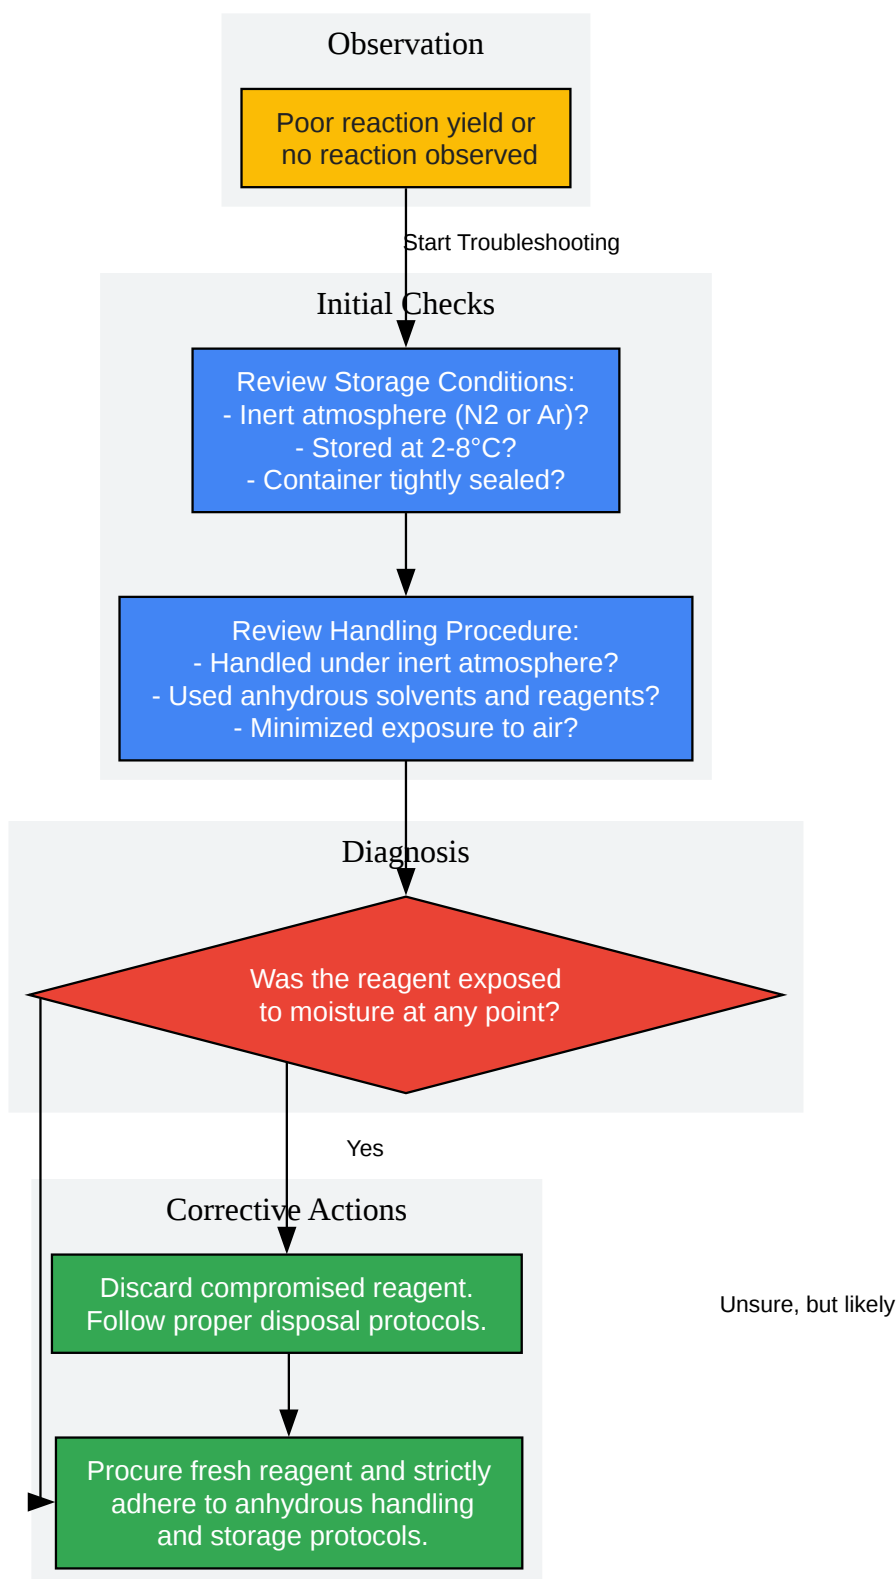 Observation
Poor reaction yield or
no reaction observed
Start Troubleshooting
Initial Checks
Review Storage Conditions:
- Inert atmosphere (N2 or Ar)?
- Stored at 2-8°C?
- Container tightly sealed?
Review Handling Procedure:
- Handled under inert atmosphere?
- Used anhydrous solvents and reagents?
- Minimized exposure to air?
Diagnosis
Was the reagent exposed
to moisture at any point?
Yes
Corrective Actions
Discard compromised reagent.
Follow proper disposal protocols.
Unsure, but likely
Procure fresh reagent and strictly
adhere to anhydrous handling
and storage protocols.